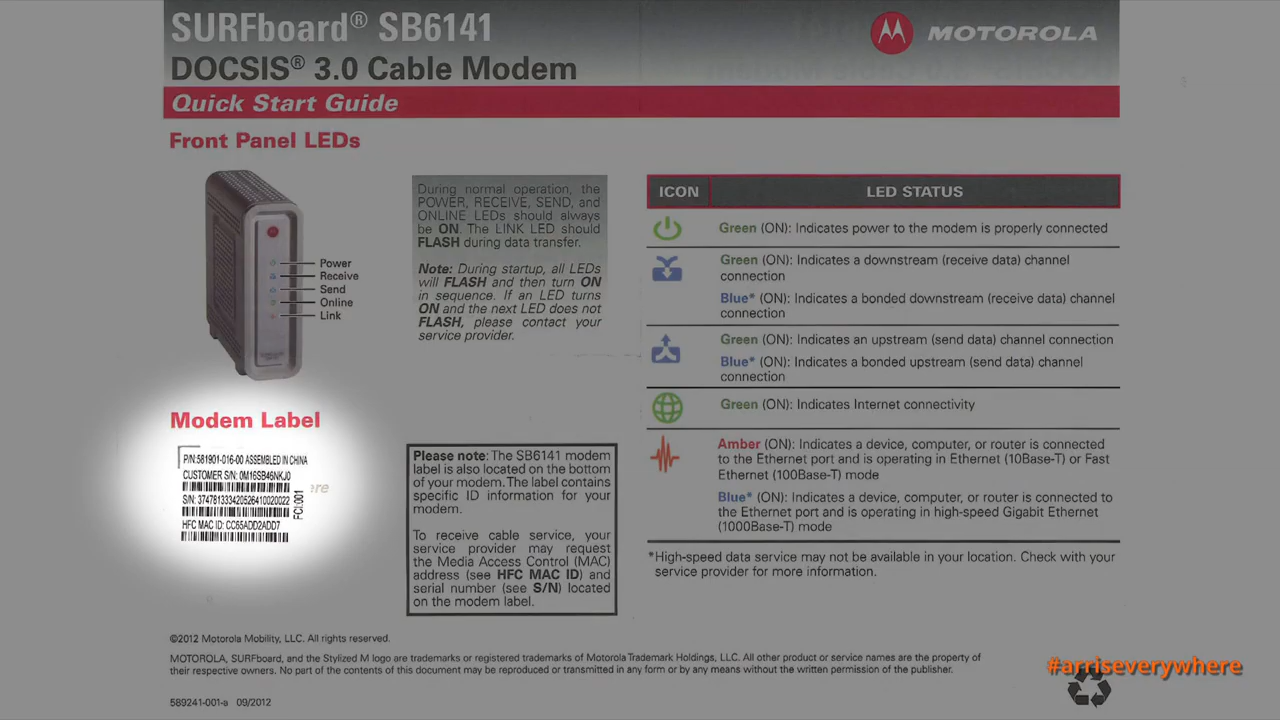 SURFboard® SB6141
DOCSIS® 3.0 Cable Modem
MOTOROLA
Quick Start Guide
Front Panel LEDs
Power
Receive
Send
Online
Link
During normal operation, the
POWER, RECEIVE, SEND, and
ONLINE LEDs should always
be ON. The LINK LED should
FLASH during data transfer.
Note: During startup, all LEDs
will FLASH and then turn ON
in sequence. If an LED turns
ON and the next LED does not
FLASH, please contact your
service provider.
ICON LED STATUS
Green (ON): Indicates power to the modem is properly connected
Green (ON): Indicates a downstream (receive data) channel
connection
Blue* (ON): Indicates a bonded downstream (receive data) channel
connection
Green (ON): Indicates an upstream (send data) channel connection
Blue* (ON): Indicates a bonded upstream (send data) channel
connection
Green (ON): Indicates Internet connectivity
Amber (ON): Indicates a device, computer, or router is connected
to the Ethernet port and is operating in Ethernet (10Base-T) or Fast
Ethernet (100Base-T) mode
Blue* (ON): Indicates a device, computer, or router is connected to
the Ethernet port and is operating in high-speed Gigabit Ethernet
(1000Base-T) mode
*High-speed data service may not be available in your location. Check with your
service provider for more information.
Modem Label
P/N:581901-016-00 ASSEMBLED IN CHINA
CUSTOMER S/N: 0M16SB46NKJ0
S/N: 374781333420526410020022
HFC MAC ID: CC65ADD2ADD7
FCI:001
ere
Please note: The SB6141 modem
label is also located on the bottom
of your modem. The label contains
specific ID information for your
modem.
To receive cable service, your
service provider may request
the Media Access Control (MAC)
address (see HFC MAC ID) and
serial number (see S/N) located
on the modem label.
©2012 Motorola Mobility, LLC. All rights reserved.
MOTOROLA, SURFboard, and the Stylized M logo are trademarks or registered trademarks of Motorola Trademark Holdings, LLC. All other product or service names are the property of
their respective owners. No part of the contents of this document may be reproduced or transmitted in any form or by any means without the written permission of the publisher.
589241-001-a 09/2012
#arriseverywhere